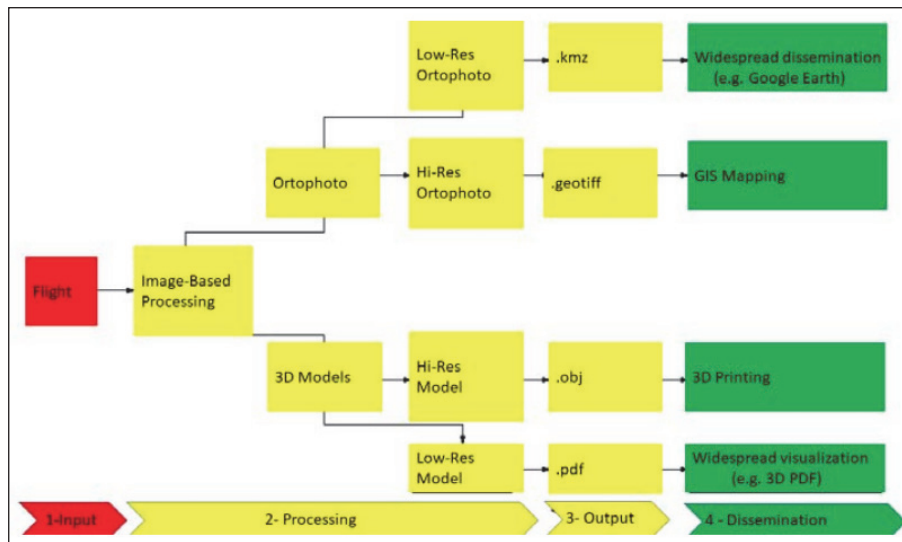 Low-Res
Ortophoto
.kmz
Widespread dissemination
(e.g. Google Earth)
Ortophoto
Hi-Res
Ortophoto
.geotiff
GIS Mapping
Flight
Image-Based
Processing
3D Models
Hi-Res
Model
.obj
3D Printing
Low-Res
Model
.pdf
Widespread visualization
(e.g. 3D PDF)
1-Input
2- Processing
3- Output
4 - Dissemination